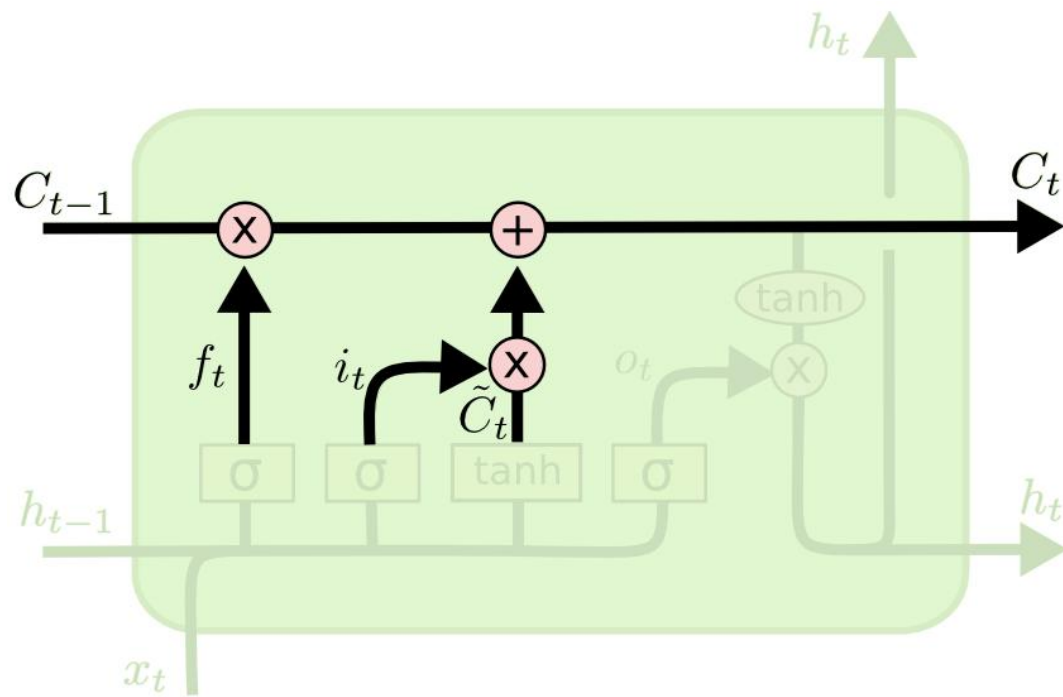 h_t
C_{t-1}
C_t
x
+
tanh
f_t
i_t
x
o_t
x
C̃_t
σ
σ
tanh
σ
h_{t-1}
h_t
x_t